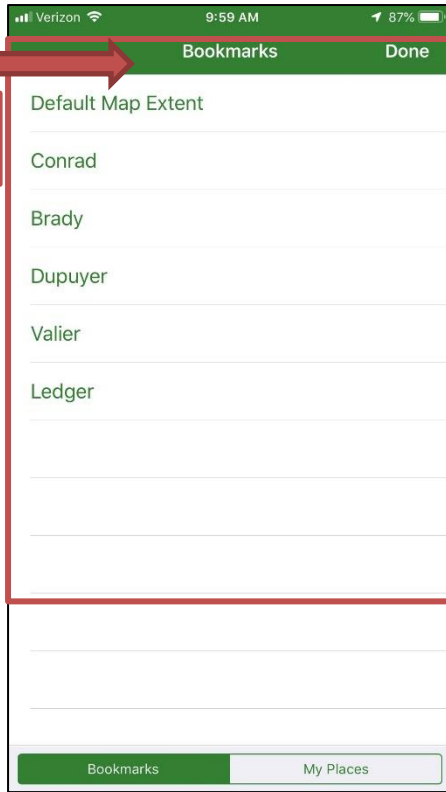 Verizon 9:59 AM 87%
Bookmarks Done
Default Map Extent
Conrad
Brady
Dupuyer
Valier
Ledger
Bookmarks My Places